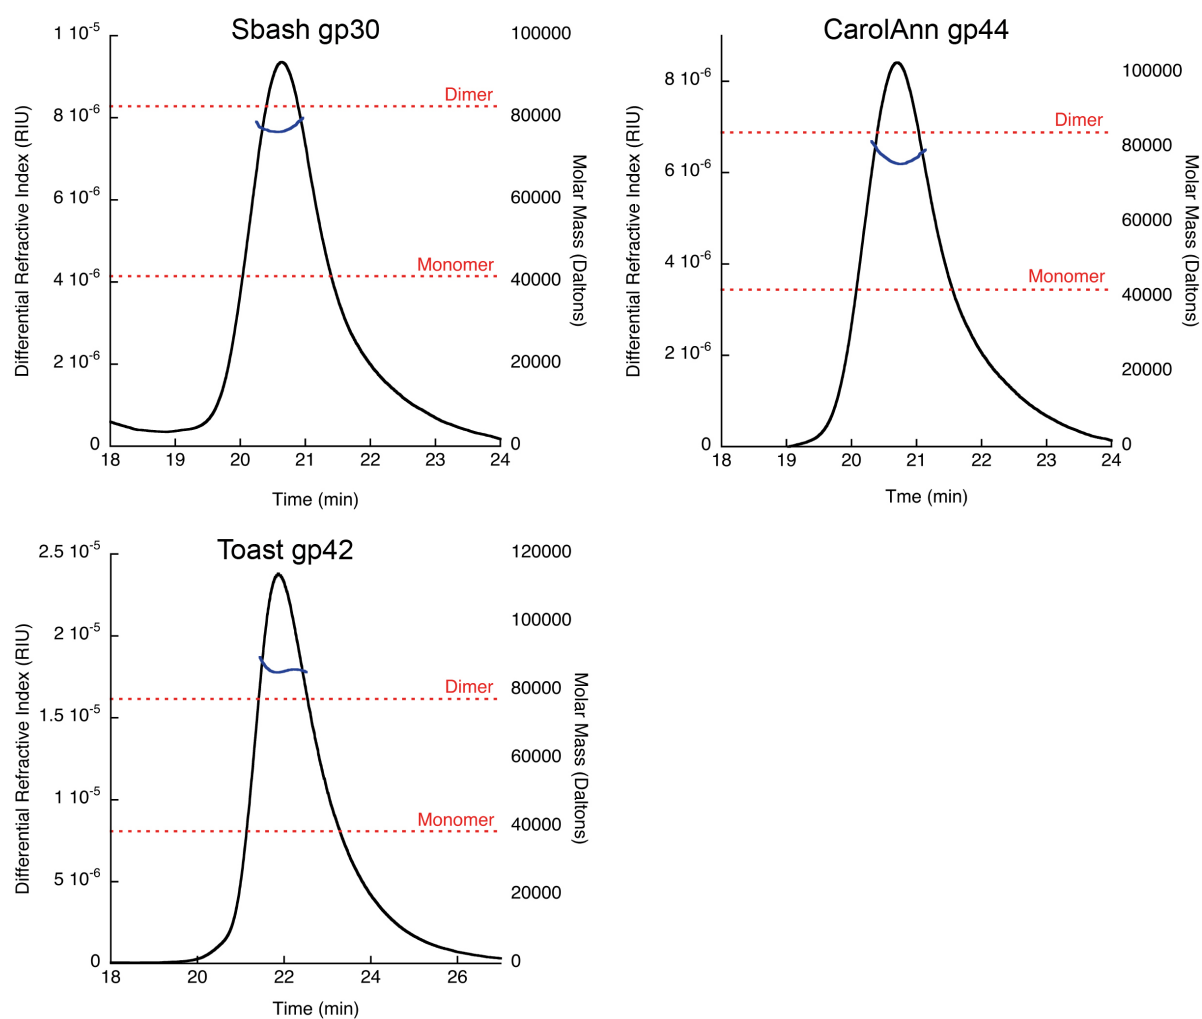 Sbash gp30
1 10-5
8 10-6
6 10-6
4 10-6
2 10-6
0
Differential Refractive Index (RIU)
100000
80000
60000
40000
20000
0
Molar Mass (Daltons)
Dimer
Monomer
18 19 20 21 22 23 24
Time (min)
CarolAnn gp44
8 10-6
6 10-6
4 10-6
2 10-6
0
Differential Refractive Index (RIU)
100000
80000
60000
40000
20000
0
Molar Mass (Daltons)
Dimer
Monomer
18 19 20 21 22 23 24
Tme (min)
Toast gp42
2.5 10-5
2 10-5
1.5 10-5
1 10-5
5 10-6
0
Differential Refractive Index (RIU)
120000
100000
80000
60000
40000
20000
0
Molar Mass (Daltons)
Dimer
Monomer
18 20 22 24 26
Time (min)